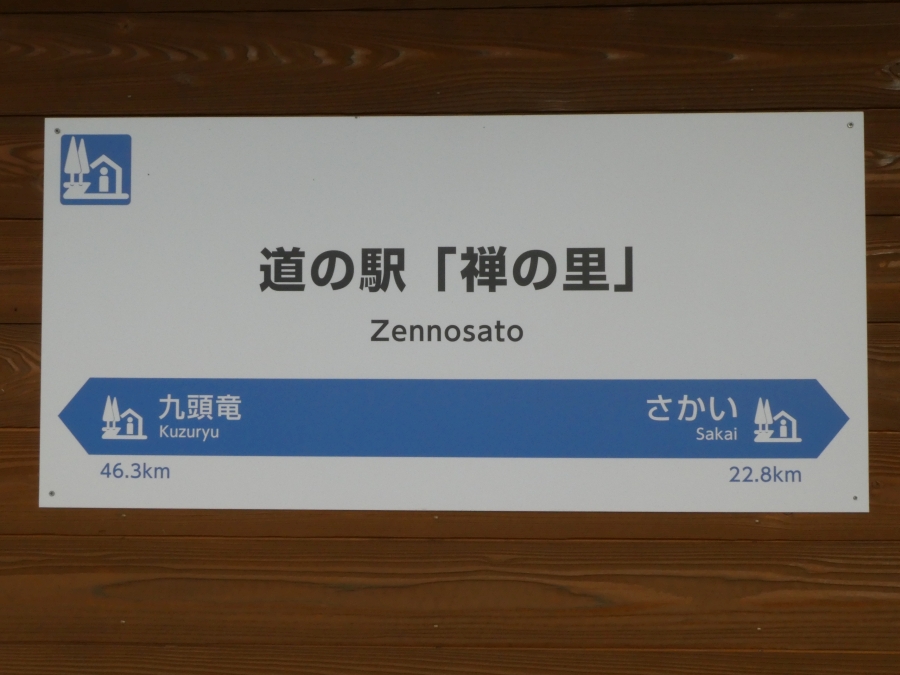 道の駅「禅の里」
Zennosato
九頭竜
Kuzuryu
46.3km
さかい
Sakai
22.8km